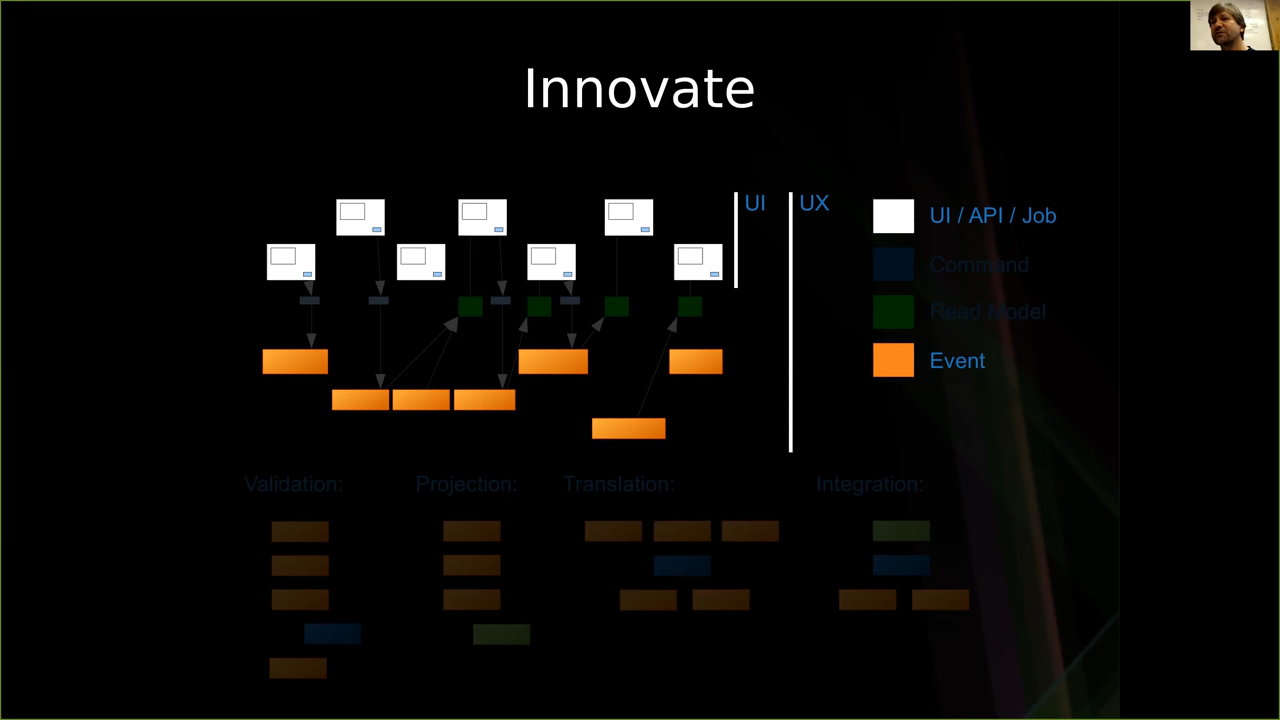 Innovate
UI
UX
UI / API / Job
Command
Read Model
Event
Validation:
Projection:
Translation:
Integration: